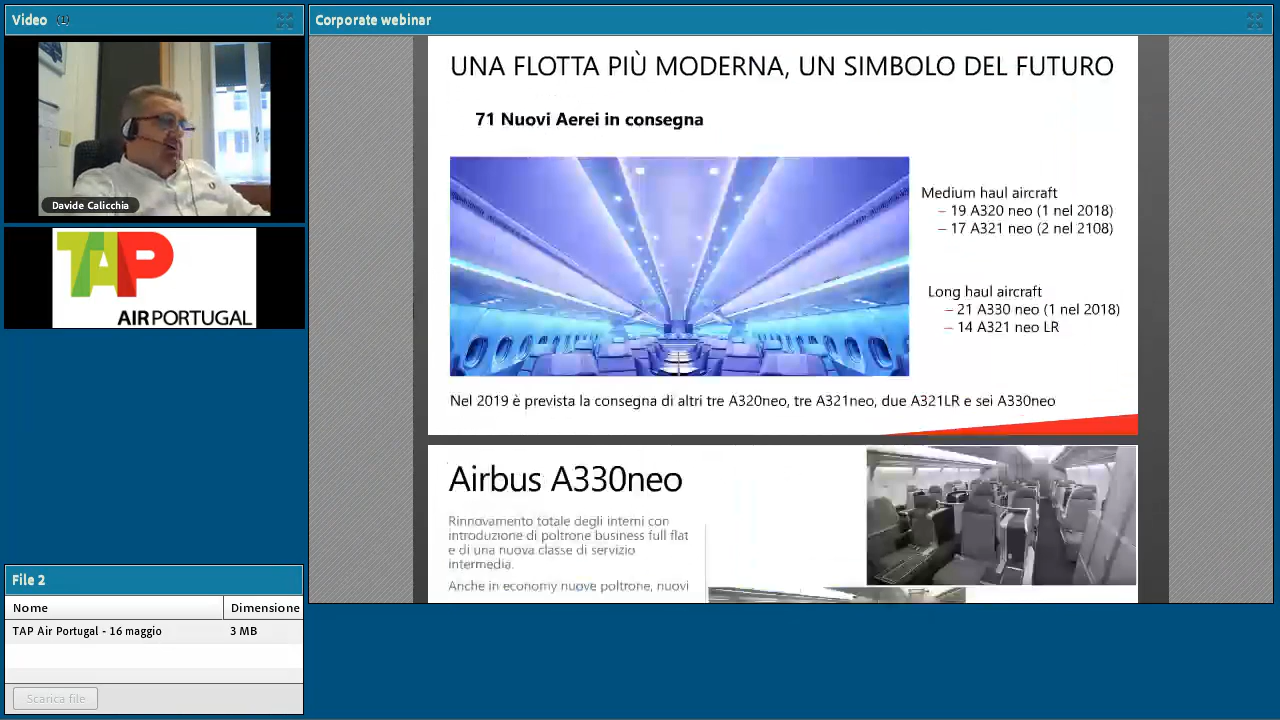 Video (1)
Davide Calicchia
TAP
AIRPORTUGAL
File 2
Nome Dimensione
TAP Air Portugal - 16 maggio 3 MB
Scarica file
Corporate webinar
UNA FLOTTA PIÙ MODERNA, UN SIMBOLO DEL FUTURO
71 Nuovi Aerei in consegna
Medium haul aircraft
– 19 A320 neo (1 nel 2018)
– 17 A321 neo (2 nel 2108)
Long haul aircraft
– 21 A330 neo (1 nel 2018)
– 14 A321 neo LR
Nel 2019 è prevista la consegna di altri tre A320neo, tre A321neo, due A321LR e sei A330neo
Airbus A330neo
Rinnovamento totale degli interni con
introduzione di poltrone business full flat
e di una nuova classe di servizio
intermedia.
Anche in economy nuove poltrone, nuovi